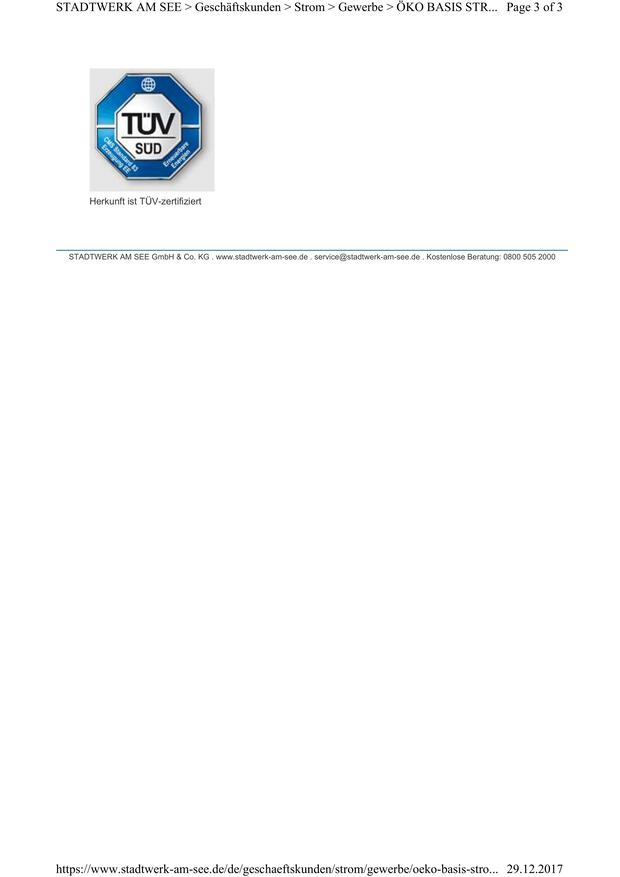 STADTWERK AM SEE > Geschäftskunden > Strom > Gewerbe > ÖKO BASIS STR... Page 3 of 3
TÜV
SÜD
CMS Standard 83
Erzeugung EE
Erneuerbare
Energien
Herkunft ist TÜV-zertifiziert
STADTWERK AM SEE GmbH & Co. KG . www.stadtwerk-am-see.de . service@stadtwerk-am-see.de . Kostenlose Beratung: 0800 505 2000
https://www.stadtwerk-am-see.de/de/geschaeftskunden/strom/gewerbe/oeko-basis-stro... 29.12.2017